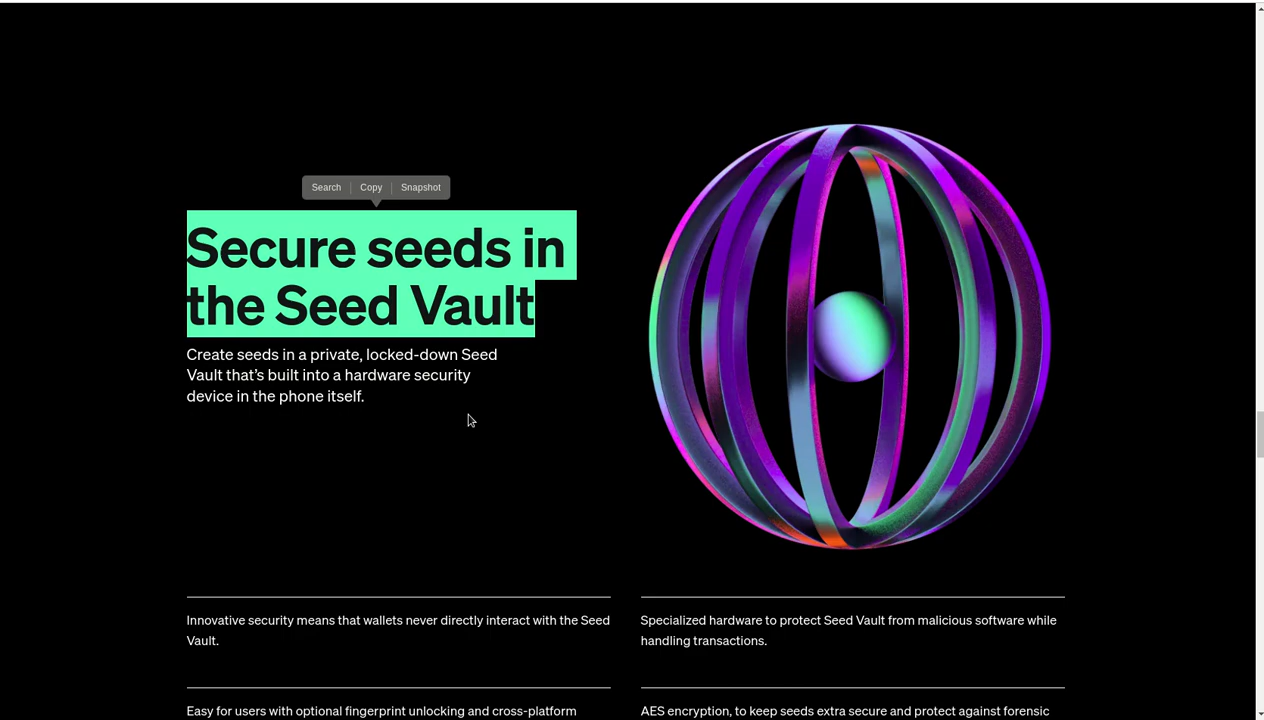 Search
Copy
Snapshot
Secure seeds in
the Seed Vault
Create seeds in a private, locked-down Seed
Vault that’s built into a hardware security
device in the phone itself.
Innovative security means that wallets never directly interact with the Seed
Vault.
Specialized hardware to protect Seed Vault from malicious software while
handling transactions.
Easy for users with optional fingerprint unlocking and cross-platform
AES encryption, to keep seeds extra secure and protect against forensic